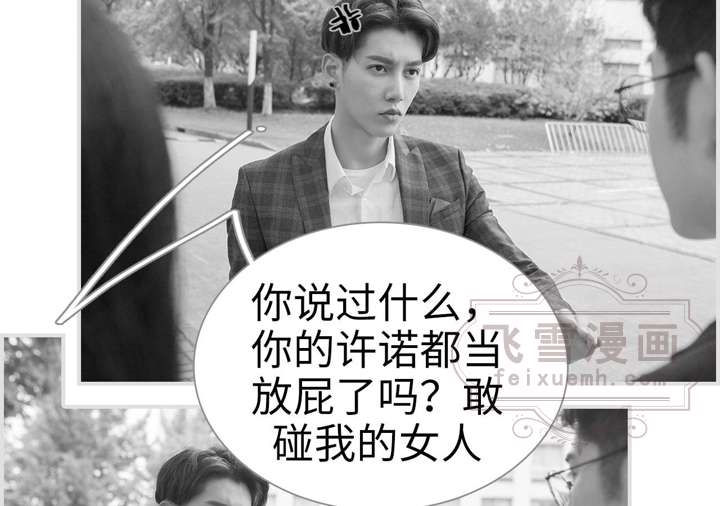 你说过什么，
你的许诺都当
放屁了吗？敢
碰我的女人
飞雪漫画
feixuemh.com